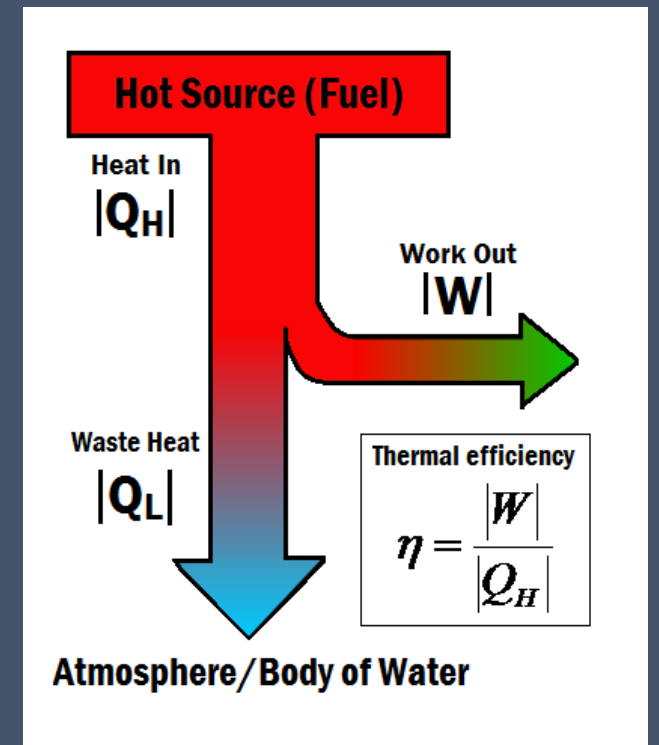 Hot Source (Fuel)
Heat In
|QH|
Work Out
|W|
Waste Heat
|QL|
Thermal efficiency
η = |W| / |QH|
Atmosphere/Body of Water